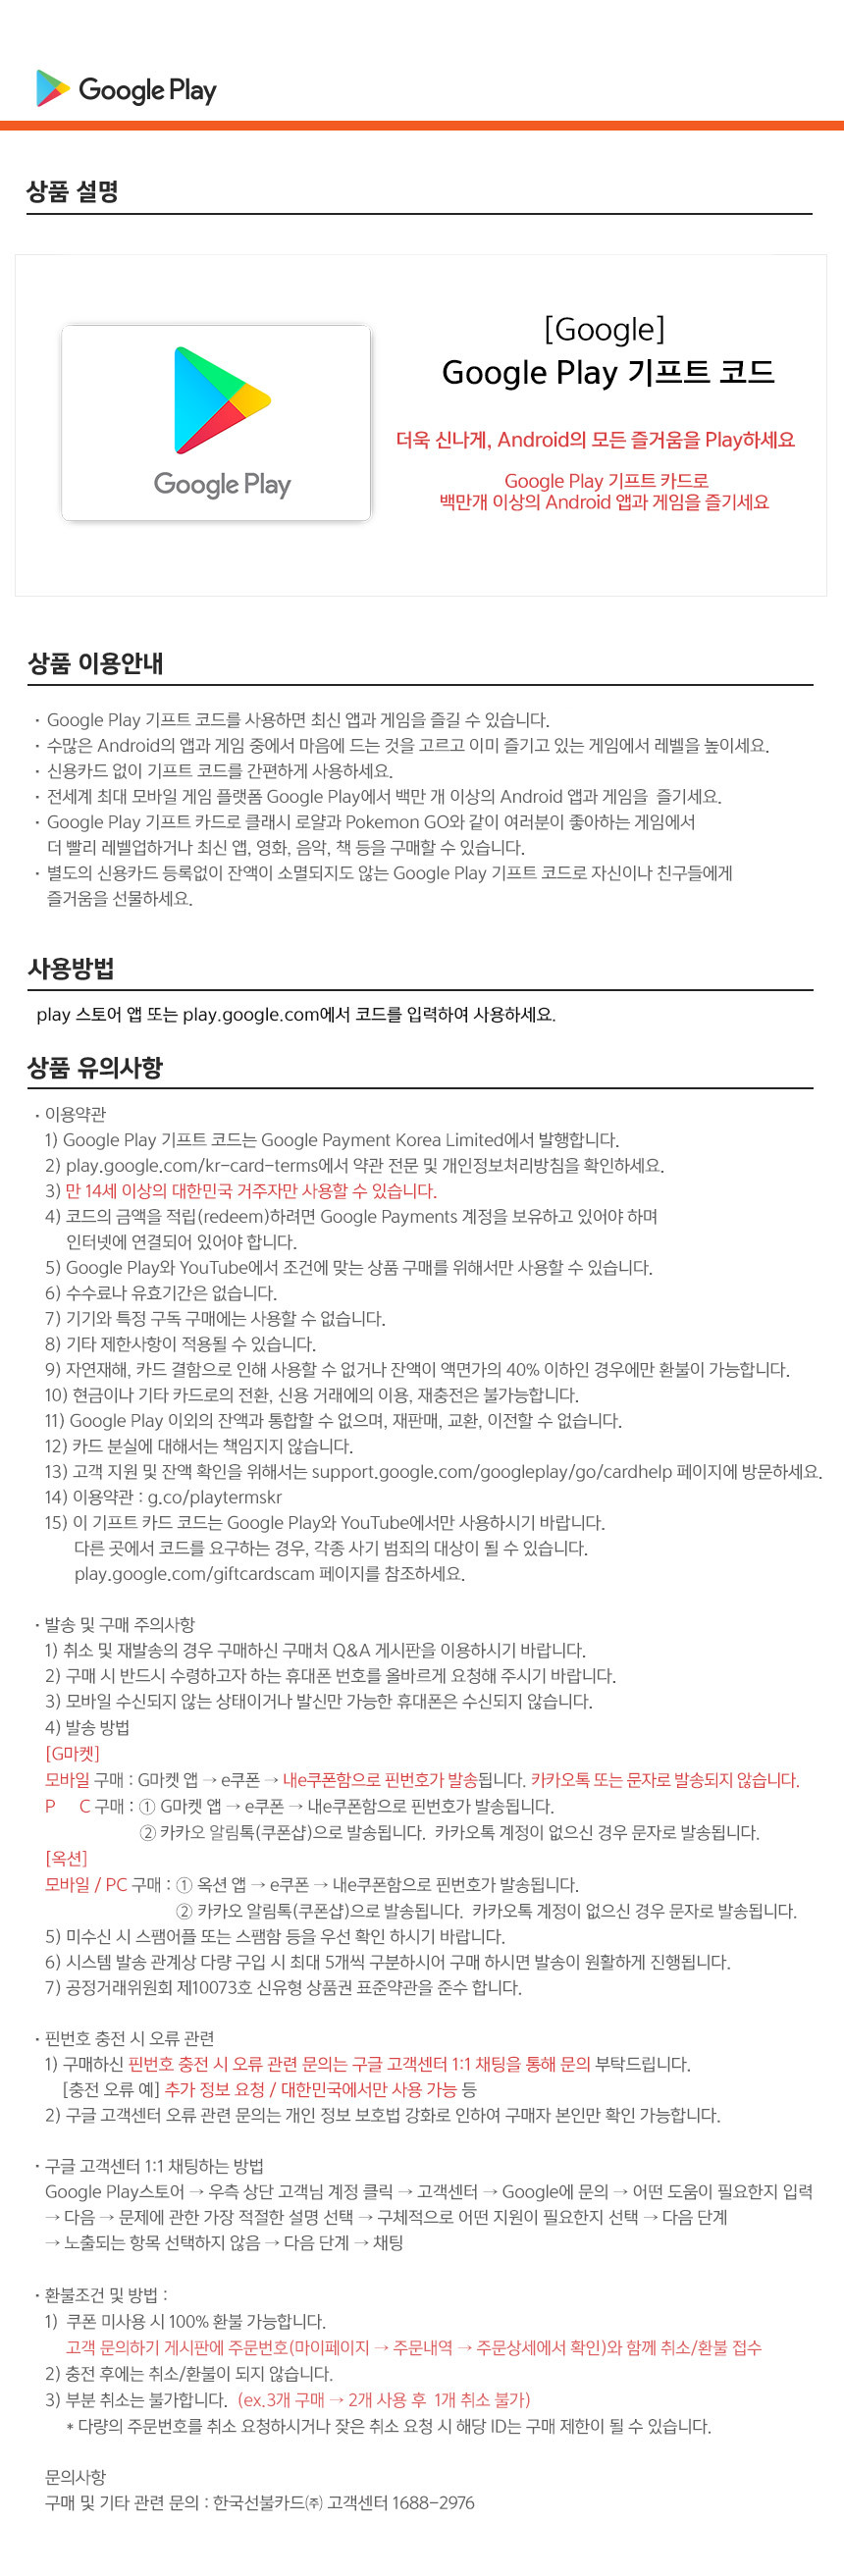 Google Play
상품 설명
[Google]
Google Play 기프트 코드
더욱 신나게, Android의 모든 즐거움을 Play하세요
Google Play 기프트 카드로
백만개 이상의 Android 앱과 게임을 즐기세요
Google Play
상품 이용안내
· Google Play 기프트 코드를 사용하면 최신 앱과 게임을 즐길 수 있습니다.
· 수많은 Android의 앱과 게임 중에서 마음에 드는 것을 고르고 이미 즐기고 있는 게임에서 레벨을 높이세요.
· 신용카드 없이 기프트 코드를 간편하게 사용하세요.
· 전세계 최대 모바일 게임 플랫폼 Google Play에서 백만 개 이상의 Android 앱과 게임을 즐기세요.
· Google Play 기프트 카드로 클래시 로얄과 Pokemon GO와 같이 여러분이 좋아하는 게임에서
더 빨리 레벨업하거나 최신 앱, 영화, 음악, 책 등을 구매할 수 있습니다.
· 별도의 신용카드 등록없이 잔액이 소멸되지도 않는 Google Play 기프트 코드로 자신이나 친구들에게
즐거움을 선물하세요.
사용방법
play 스토어 앱 또는 play.google.com에서 코드를 입력하여 사용하세요.
상품 유의사항
· 이용약관
1) Google Play 기프트 코드는 Google Payment Korea Limited에서 발행합니다.
2) play.google.com/kr-card-terms에서 약관 전문 및 개인정보처리방침을 확인하세요.
3) 만 14세 이상의 대한민국 거주자만 사용할 수 있습니다.
4) 코드의 금액을 적립(redeem)하려면 Google Payments 계정을 보유하고 있어야 하며
인터넷에 연결되어 있어야 합니다.
5) Google Play와 YouTube에서 조건에 맞는 상품 구매를 위해서만 사용할 수 있습니다.
6) 수수료나 유효기간은 없습니다.
7) 기기와 특정 구독 구매에는 사용할 수 없습니다.
8) 기타 제한사항이 적용될 수 있습니다.
9) 자연재해, 카드 결함으로 인해 사용할 수 없거나 잔액이 액면가의 40% 이하인 경우에만 환불이 가능합니다.
10) 현금이나 기타 카드로의 전환, 신용 거래에의 이용, 재충전은 불가능합니다.
11) Google Play 이외의 잔액과 통합할 수 없으며, 재판매, 교환, 이전할 수 없습니다.
12) 카드 분실에 대해서는 책임지지 않습니다.
13) 고객 지원 및 잔액 확인을 위해서는 support.google.com/googleplay/go/cardhelp 페이지에 방문하세요.
14) 이용약관 : g.co/playtermskr
15) 이 기프트 카드 코드는 Google Play와 YouTube에서만 사용하시기 바랍니다.
다른 곳에서 코드를 요구하는 경우, 각종 사기 범죄의 대상이 될 수 있습니다.
play.google.com/giftcardscam 페이지를 참조하세요.
· 발송 및 구매 주의사항
1) 취소 및 재발송의 경우 구매하신 구매처 Q&A 게시판을 이용하시기 바랍니다.
2) 구매 시 반드시 수령하고자 하는 휴대폰 번호를 올바르게 요청해 주시기 바랍니다.
3) 모바일 수신되지 않는 상태이거나 발신만 가능한 휴대폰은 수신되지 않습니다.
4) 발송 방법
[G마켓]
모바일 구매 : G마켓 앱 → e쿠폰 → 내e쿠폰함으로 핀번호가 발송됩니다. 카카오톡 또는 문자로 발송되지 않습니다.
P C 구매 : ① G마켓 앱 → e쿠폰 → 내e쿠폰함으로 핀번호가 발송됩니다.
② 카카오 알림톡(쿠폰샵)으로 발송됩니다. 카카오톡 계정이 없으신 경우 문자로 발송됩니다.
[옥션]
모바일 / PC 구매 : ① 옥션 앱 → e쿠폰 → 내e쿠폰함으로 핀번호가 발송됩니다.
② 카카오 알림톡(쿠폰샵)으로 발송됩니다. 카카오톡 계정이 없으신 경우 문자로 발송됩니다.
5) 미수신 시 스팸어플 또는 스팸함 등을 우선 확인 하시기 바랍니다.
6) 시스템 발송 관계상 다량 구입 시 최대 5개씩 구분하시어 구매 하시면 발송이 원활하게 진행됩니다.
7) 공정거래위원회 제10073호 신유형 상품권 표준약관을 준수 합니다.
· 핀번호 충전 시 오류 관련
1) 구매하신 핀번호 충전 시 오류 관련 문의는 구글 고객센터 1:1 채팅을 통해 문의 부탁드립니다.
[충전 오류 예] 추가 정보 요청 / 대한민국에서만 사용 가능 등
2) 구글 고객센터 오류 관련 문의는 개인 정보 보호법 강화로 인하여 구매자 본인만 확인 가능합니다.
· 구글 고객센터 1:1 채팅하는 방법
Google Play스토어 → 우측 상단 고객님 계정 클릭 → 고객센터 → Google에 문의 → 어떤 도움이 필요한지 입력
→ 다음 → 문제에 관한 가장 적절한 설명 선택 → 구체적으로 어떤 지원이 필요한지 선택 → 다음 단계
→ 노출되는 항목 선택하지 않음 → 다음 단계 → 채팅
· 환불조건 및 방법 :
1) 쿠폰 미사용 시 100% 환불 가능합니다.
고객 문의하기 게시판에 주문번호(마이페이지 → 주문내역 → 주문상세에서 확인)와 함께 취소/환불 접수
2) 충전 후에는 취소/환불이 되지 않습니다.
3) 부분 취소는 불가합니다. (ex.3개 구매 → 2개 사용 후 1개 취소 불가)
* 다량의 주문번호를 취소 요청하시거나 잦은 취소 요청 시 해당 ID는 구매 제한이 될 수 있습니다.
문의사항
구매 및 기타 관련 문의 : 한국선불카드㈜ 고객센터 1688-2976